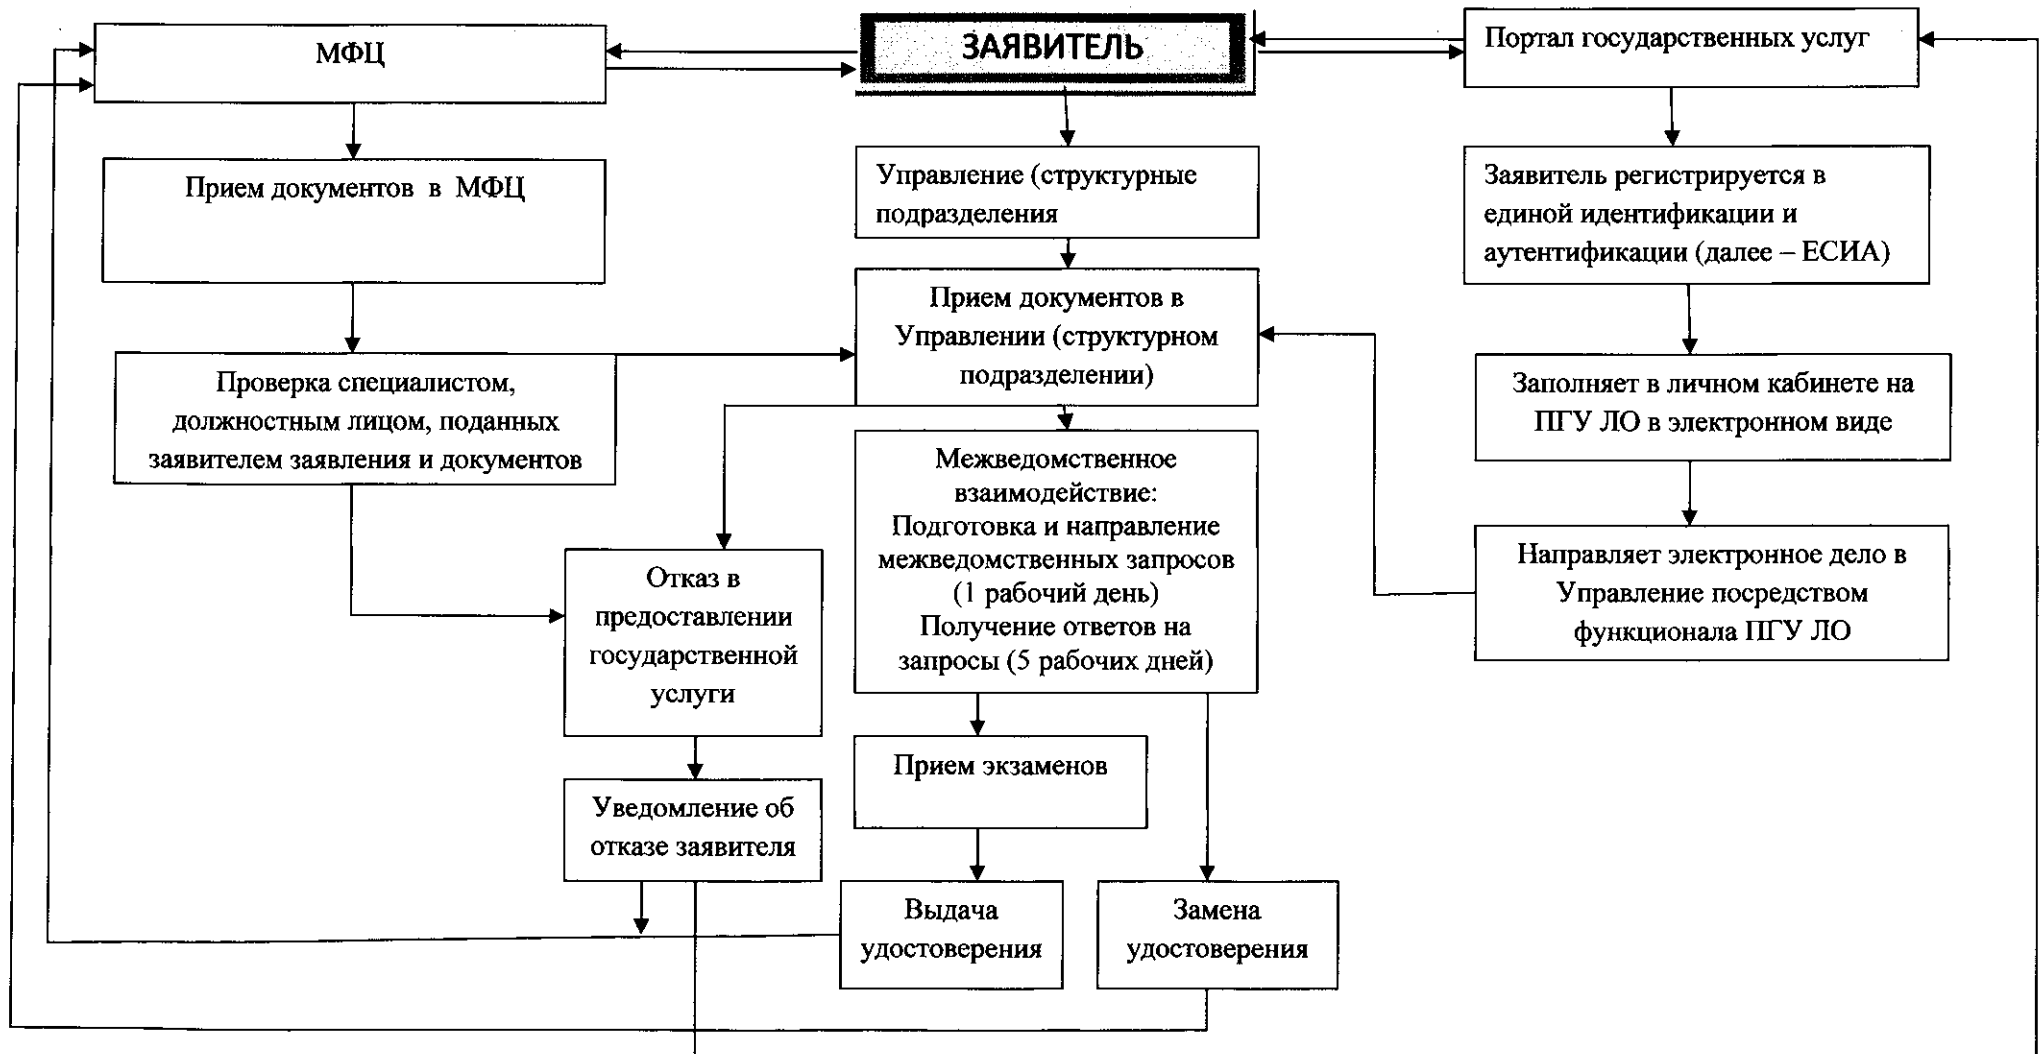 МФЦ
ЗАЯВИТЕЛЬ
Портал государственных услуг
Прием документов в МФЦ
Управление (структурные
подразделения
Заявитель регистрируется в
единой идентификации и
аутентификации (далее – ЕСИА)
Прием документов в
Управлении (структурном
подразделении)
Проверка специалистом,
должностным лицом, поданных
заявителем заявления и документов
Заполняет в личном кабинете на
ПГУ ЛО в электронном виде
Межведомственное
взаимодействие:
Подготовка и направление
межведомственных запросов
(1 рабочий день)
Получение ответов на
запросы (5 рабочих дней)
Отказ в
предоставлении
государственной
услуги
Направляет электронное дело в
Управление посредством
функционала ПГУ ЛО
Прием экзаменов
Уведомление об
отказе заявителя
Выдача
удостоверения
Замена
удостоверения